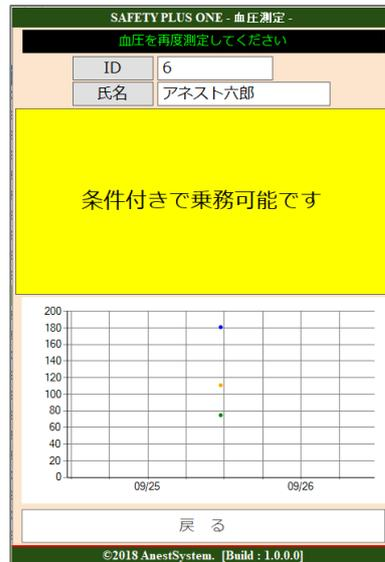 SAFETY PLUS ONE - 血圧測定 -
血圧を再度測定してください
ID 6
氏名 アネスト六郎
条件付きで乗務可能です
200
180
160
140
120
100
80
60
40
20
0
09/25 09/26
戻 る
©2018 AnestSystem. [Build : 1.0.0.0]